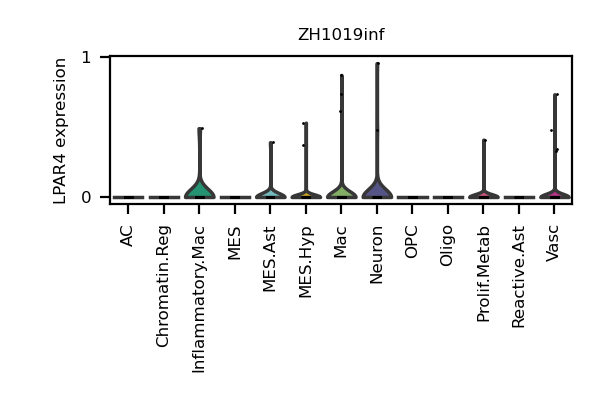 ZH1019inf
LPAR4 expression
1
0
AC
Chromatin.Reg
Inflammatory.Mac
MES
MES.Ast
MES.Hyp
Mac
Neuron
OPC
Oligo
Prolif.Metab
Reactive.Ast
Vasc